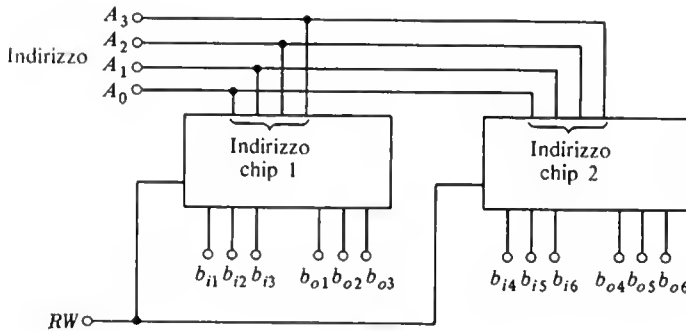 A3
A2
Indirizzo
A1
A0
Indirizzo
chip 1
Indirizzo
chip 2
bi1 bi2 bi3 bo1 bo2 bo3
bi4 bi5 bi6 bo4 bo5 bo6
RW